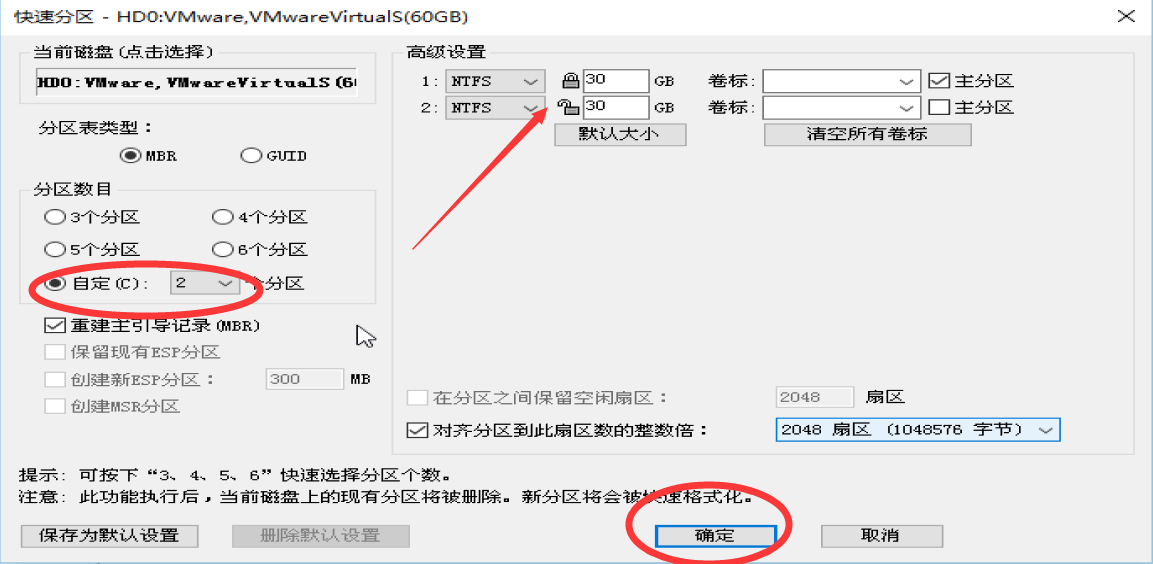 快速分区 - HD0:VMware,VMwareVirtualS(60GB)
当前磁盘(点击选择)
HD0:VMware,VMwareVirtualS(6
分区表类型：
MBR GUID
分区数目
3个分区 4个分区
5个分区 6个分区
自定(C): 2 个分区
重建主引导记录(MBR)
保留现有ESP分区
创建新ESP分区： 300 MB
创建MSR分区
高级设置
1: NTFS 30 GB 卷标: 主分区
2: NTFS 30 GB 卷标: 主分区
默认大小 清空所有卷标
在分区之间保留空闲扇区： 2048 扇区
对齐分区到此扇区数的整数倍： 2048 扇区 (1048576 字节)
提示: 可按下“3、4、5、6”快速选择分区个数。
注意: 此功能执行后,当前磁盘上的现有分区将被删除。新分区将会被快速格式化。
保存为默认设置 删除默认设置 确定 取消